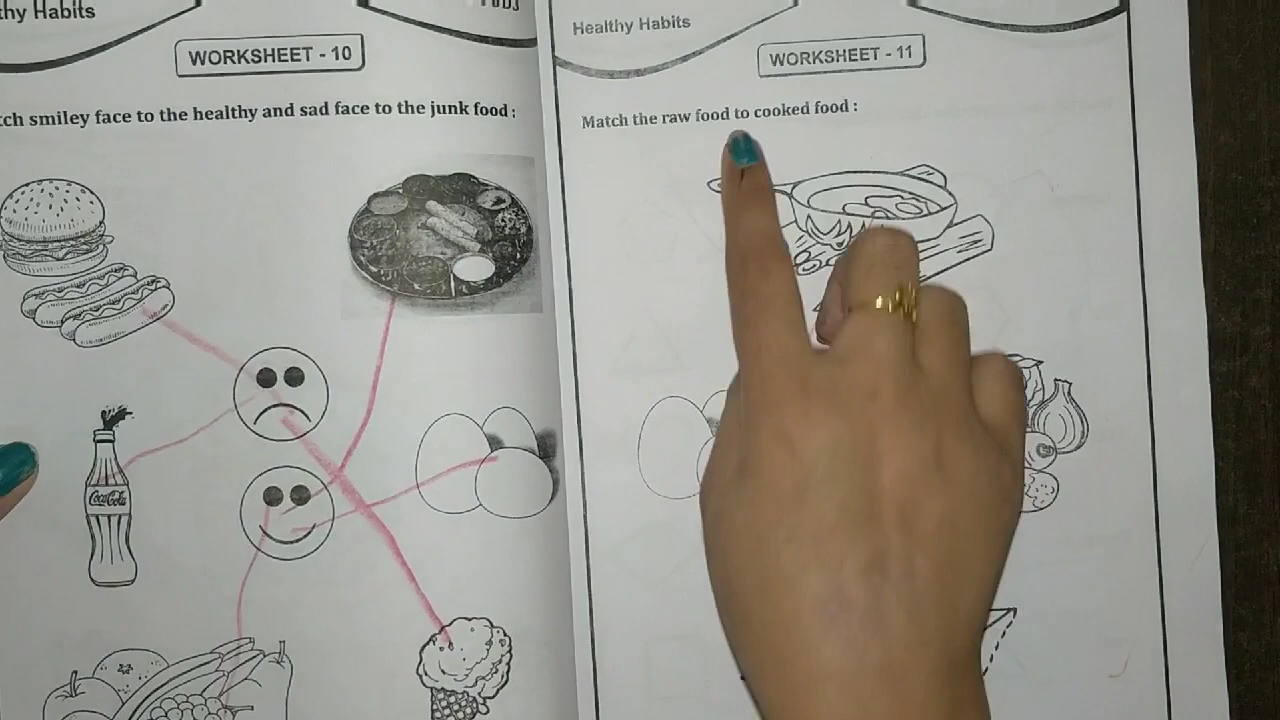 thy Habits
WORKSHEET - 10
tch smiley face to the healthy and sad face to the junk food :
Coca Cola
Healthy Habits
WORKSHEET - 11
Match the raw food to cooked food :